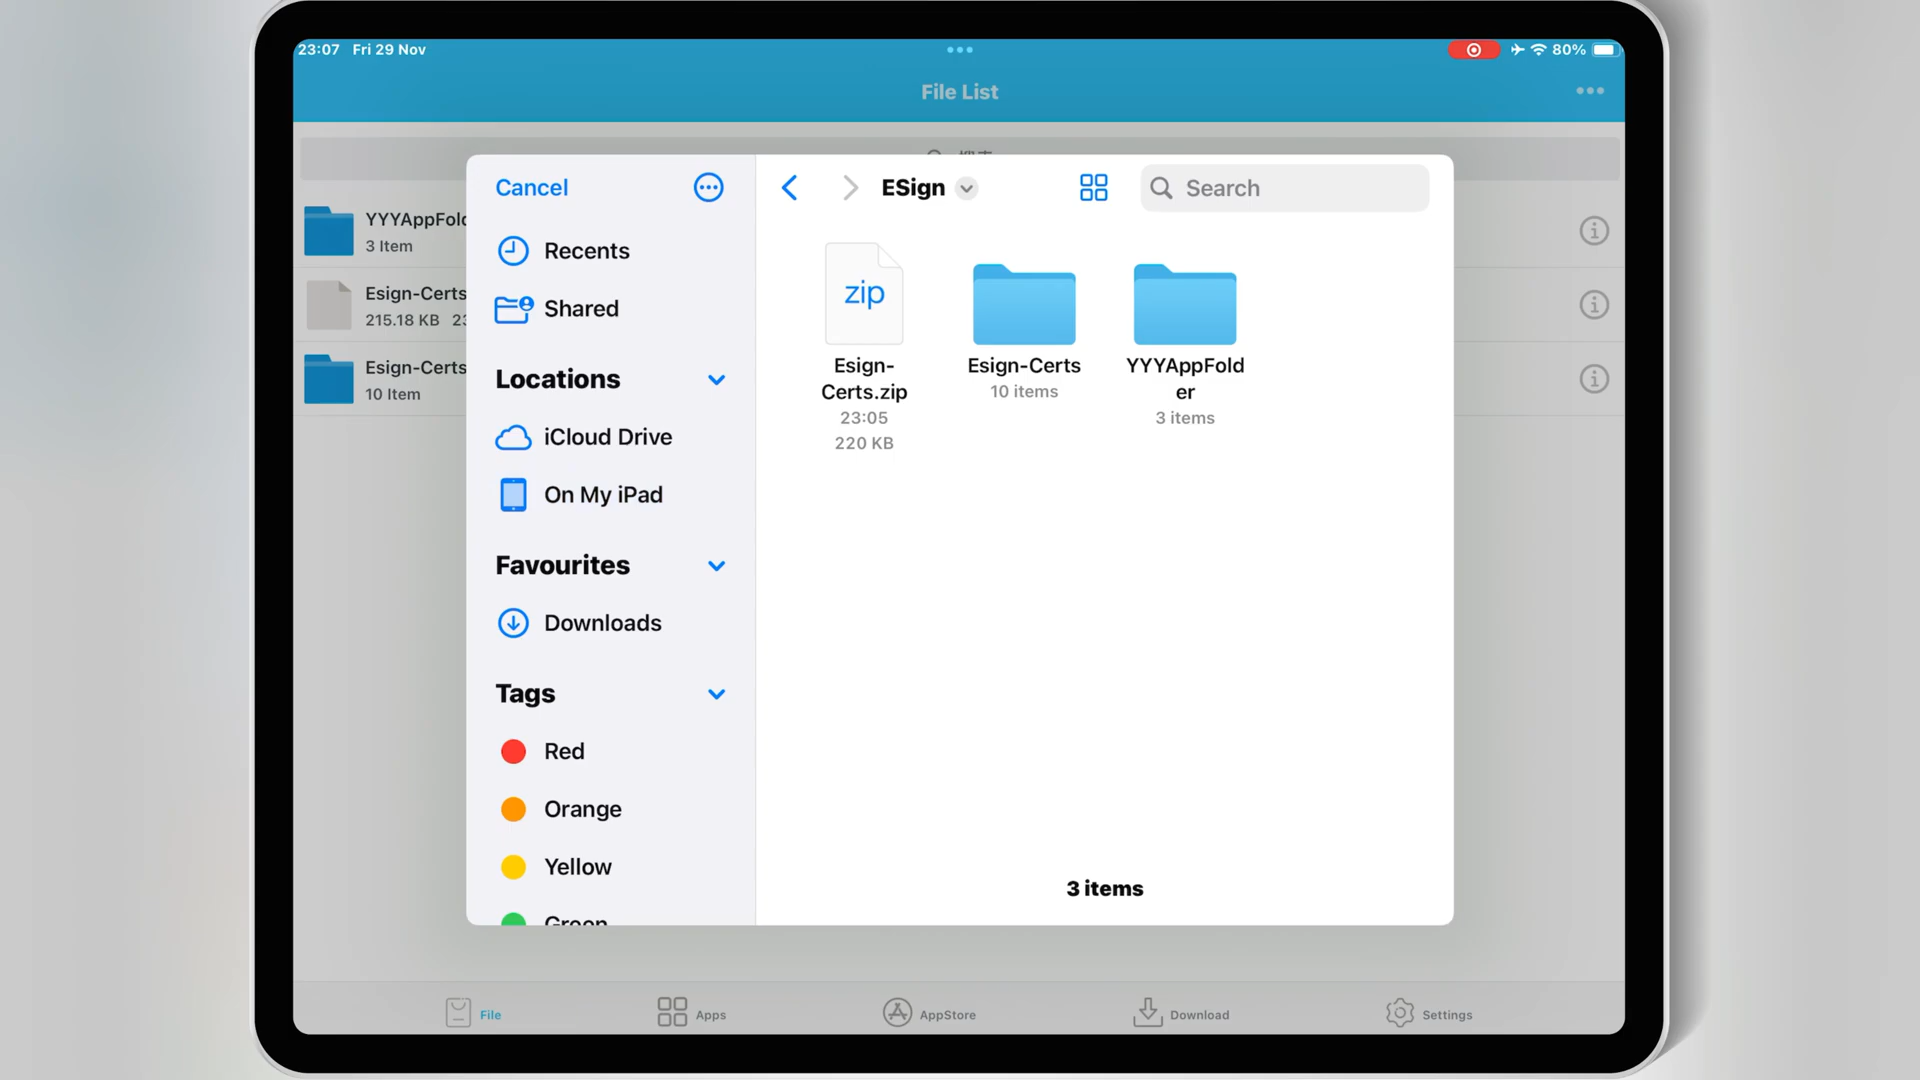 23:07 Fri 29 Nov
80%
File List
YYYAppFold
3 Item
Esign-Certs
215.18 KB 23
Esign-Certs
10 Item
Cancel
Recents
Shared
Locations
iCloud Drive
On My iPad
Favourites
Downloads
Tags
Red
Orange
Yellow
Green
ESign
Search
zip
Esign-
Certs.zip
23:05
220 KB
Esign-Certs
10 items
YYYAppFold
er
3 items
3 items
File
Apps
AppStore
Download
Settings